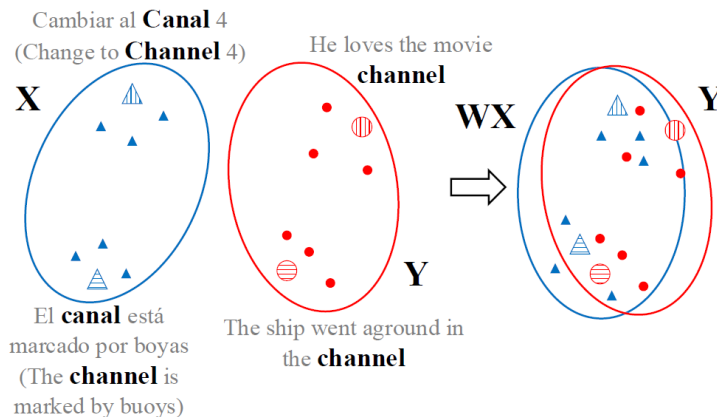 Cambiar al Canal 4
(Change to Channel 4)
He loves the movie
channel
X
WX
Y
Y
El canal está
marcado por boyas
(The channel is
marked by buoys)
The ship went aground in
the channel